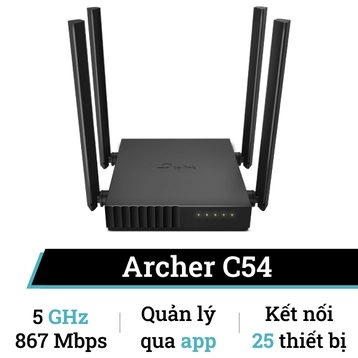 Archer C54
5 GHz
867 Mbps
Quản lý
qua app
Kết nối
25 thiết bị